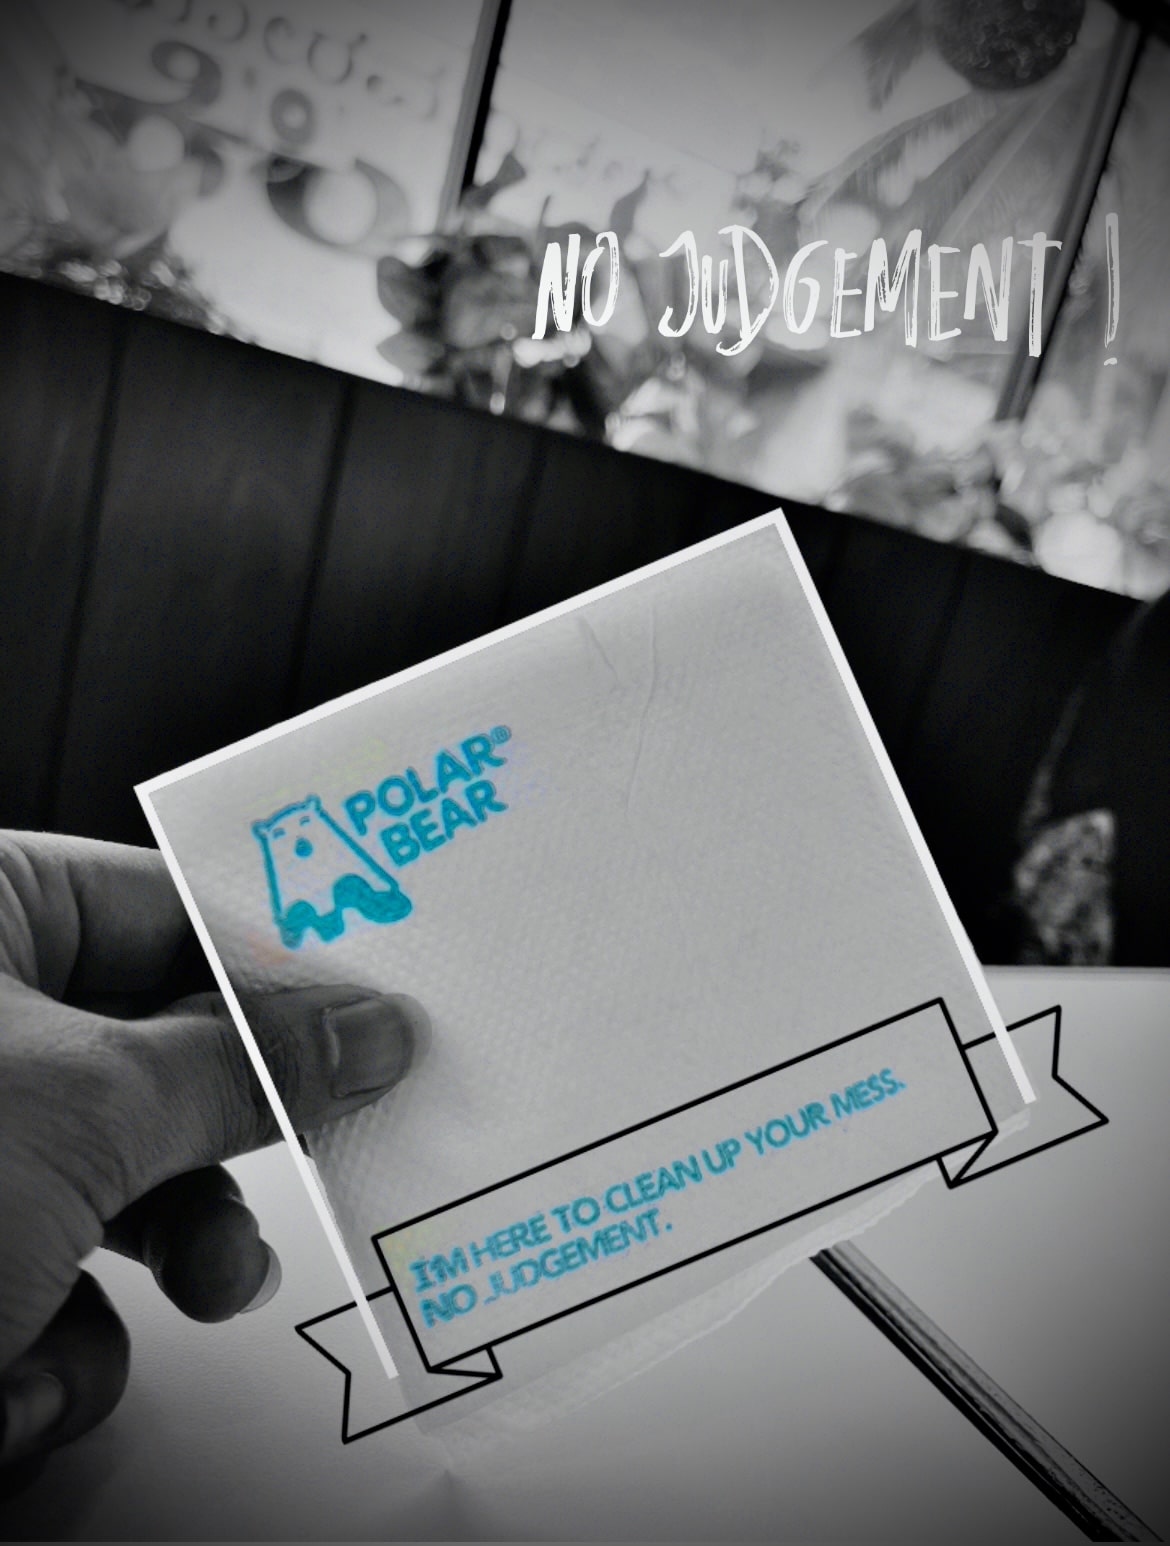 NO JUDGEMENT !
POLAR®
BEAR
I'M HERE TO CLEAN UP YOUR MESS.
NO JUDGEMENT.